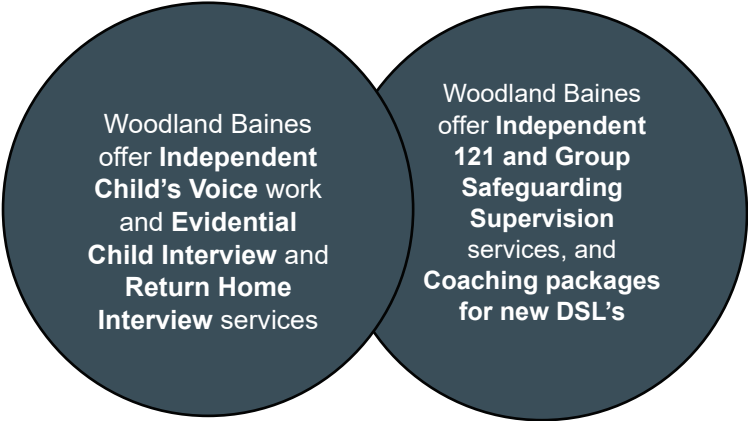 Woodland Baines
offer Independent
Child’s Voice work
and Evidential
Child Interview and
Return Home
Interview services
Woodland Baines
offer Independent
121 and Group
Safeguarding
Supervision
services, and
Coaching packages
for new DSL’s